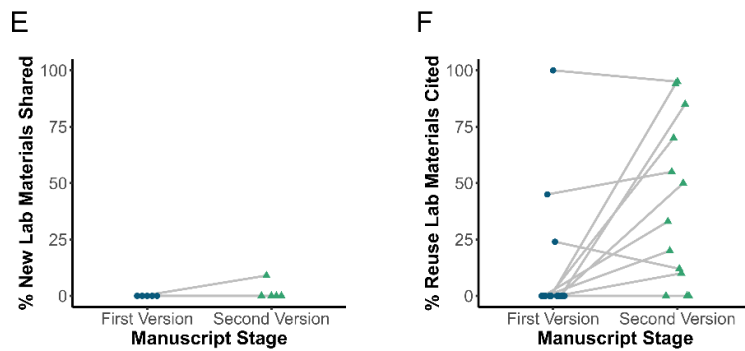 E
% New Lab Materials Shared
100
75
50
25
0
First Version
Second Version
Manuscript Stage
F
% Reuse Lab Materials Cited
100
75
50
25
0
First Version
Second Version
Manuscript Stage